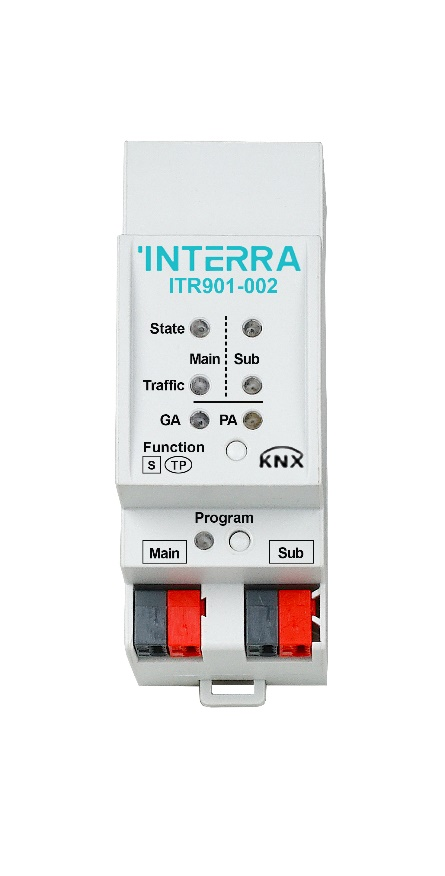 INTERRA
ITR901-002
State
Main Sub
Traffic
GA PA
Function
S TP KNX
Program
Main Sub